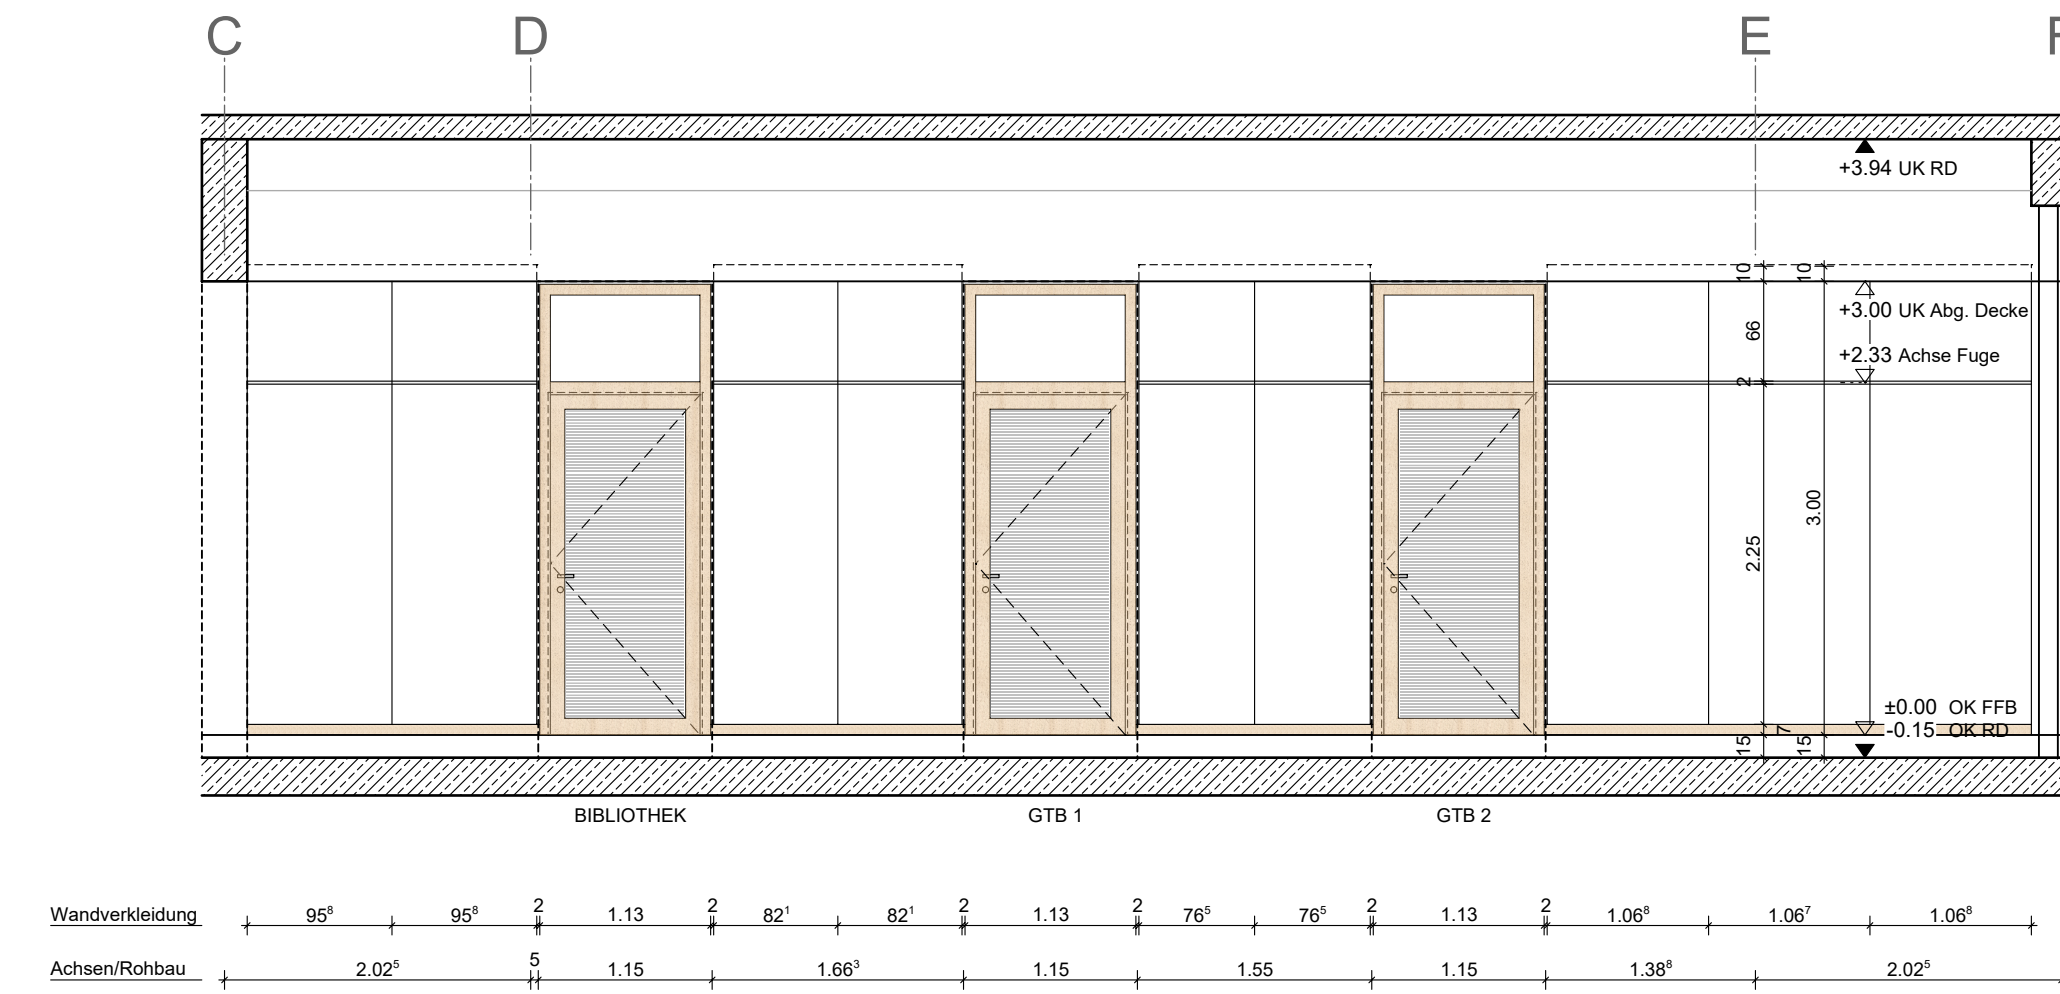 C D E F
+3.94 UK RD
10 10
+3.00 UK Abg. Decke
66
+2.33 Achse Fuge
2
3.00
2.25
±0.00 OK FFB
-0.15 OK RD
7
15 15
BIBLIOTHEK GTB 1 GTB 2
Wandverkleidung 95⁸ 95⁸ 2 1.13 2 82¹ 82¹ 2 1.13 2 76⁵ 76⁵ 2 1.13 2 1.06⁸ 1.06⁷ 1.06⁸
Achsen/Rohbau 2.02⁵ 5 1.15 1.66³ 1.15 1.55 1.15 1.38⁸ 2.02⁵